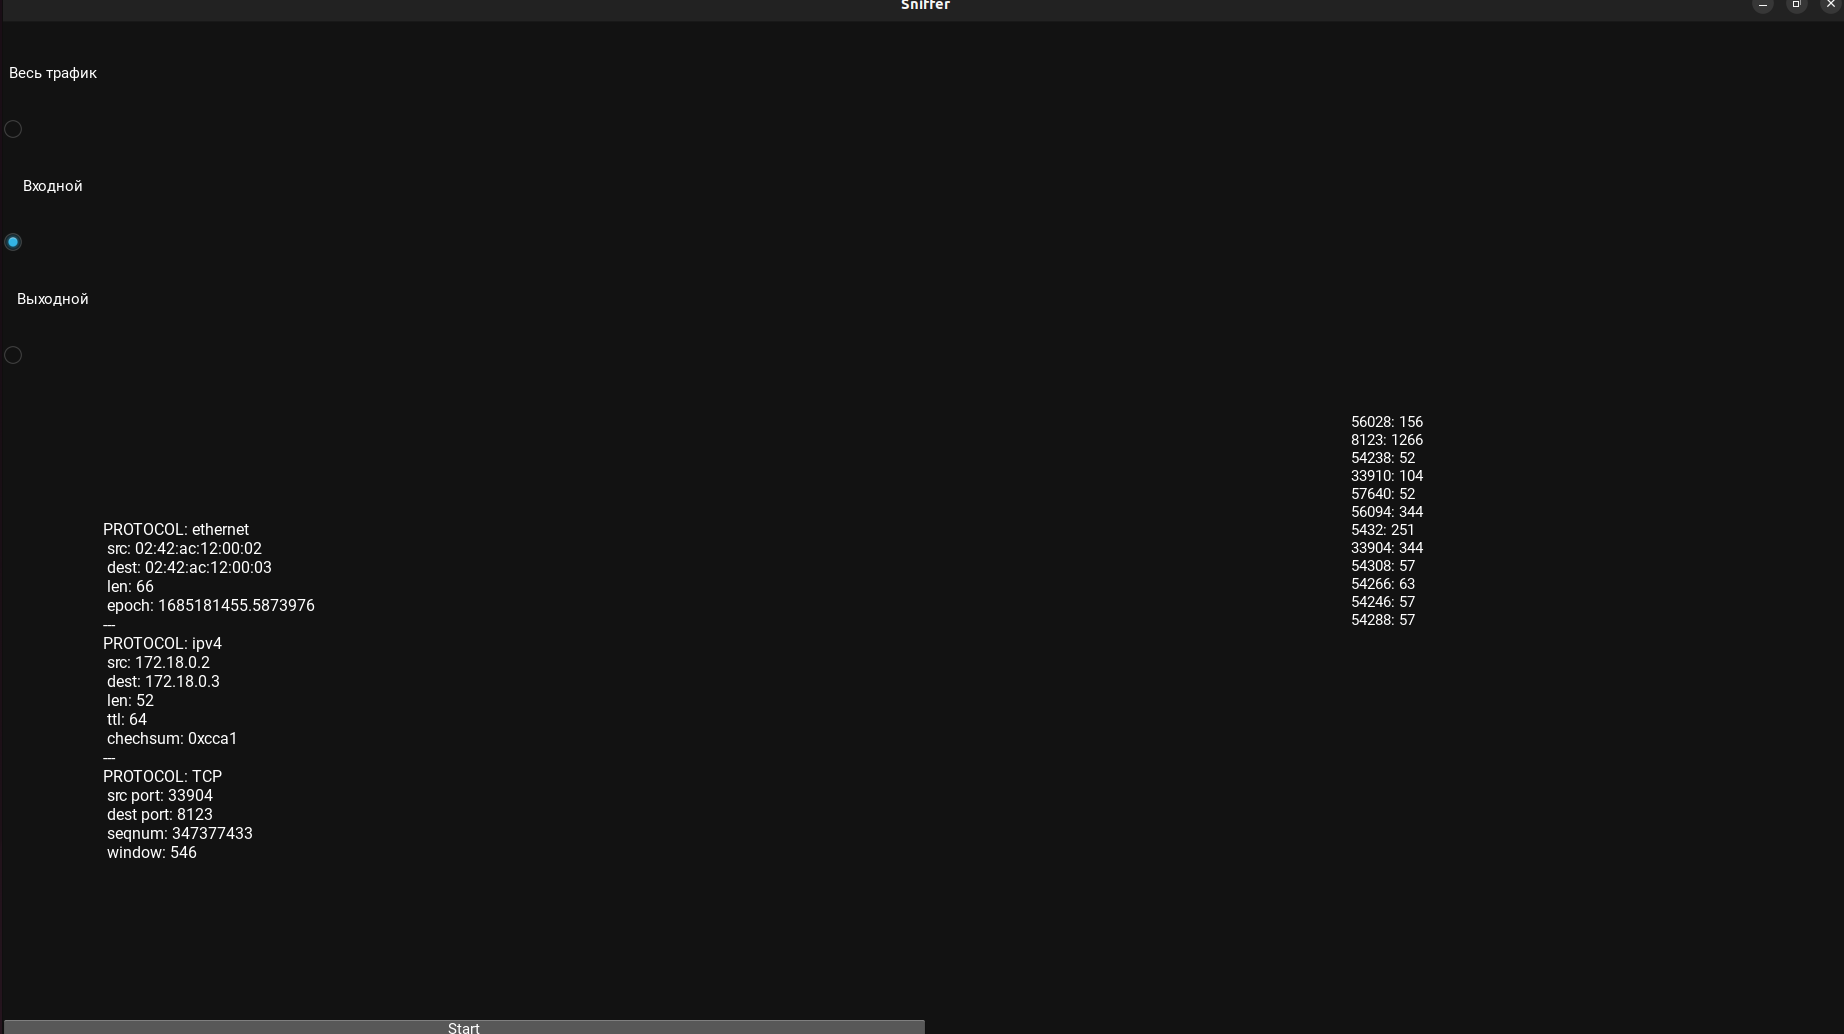 Sniffer
Весь трафик
Входной
Выходной
PROTOCOL: ethernet
src: 02:42:ac:12:00:02
dest: 02:42:ac:12:00:03
len: 66
epoch: 1685181455.5873976
---
PROTOCOL: ipv4
src: 172.18.0.2
dest: 172.18.0.3
len: 52
ttl: 64
chechsum: 0xcca1
---
PROTOCOL: TCP
src port: 33904
dest port: 8123
seqnum: 347377433
window: 546
56028: 156
8123: 1266
54238: 52
33910: 104
57640: 52
56094: 344
5432: 251
33904: 344
54308: 57
54266: 63
54246: 57
54288: 57
Start